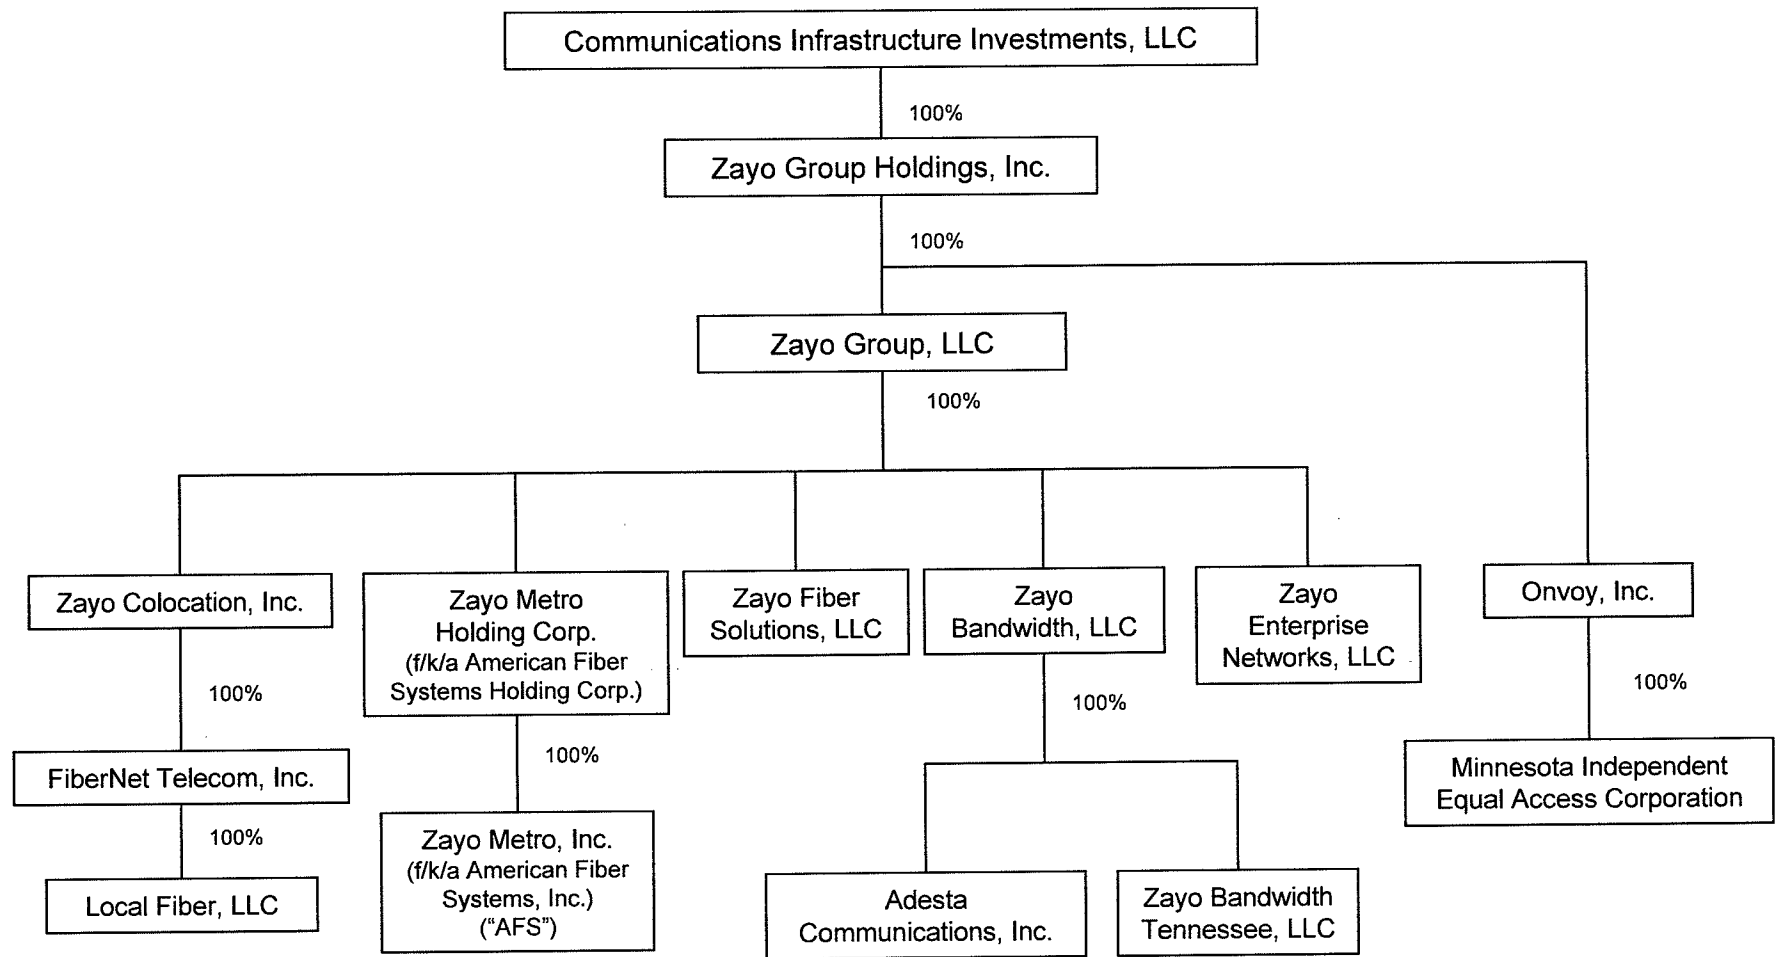 Communications Infrastructure Investments, LLC
100%
Zayo Group Holdings, Inc.
100%
Zayo Group, LLC
100%
Zayo Colocation, Inc.
Zayo Metro
Holding Corp.
(f/k/a American Fiber
Systems Holding Corp.)
Zayo Fiber
Solutions, LLC
Zayo
Bandwidth, LLC
Zayo
Enterprise
Networks, LLC
Onvoy, Inc.
100%
100%
100%
100%
FiberNet Telecom, Inc.
Minnesota Independent
Equal Access Corporation
100%
Zayo Metro, Inc.
(f/k/a American Fiber
Systems, Inc.)
("AFS")
Local Fiber, LLC
Adesta
Communications, Inc.
Zayo Bandwidth
Tennessee, LLC